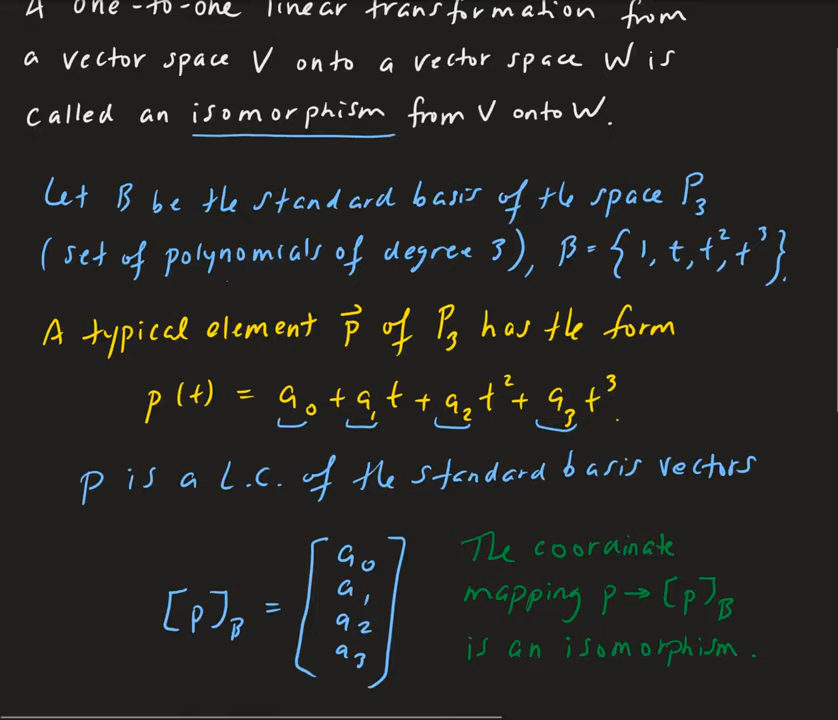 A one-to-one linear transformation from
a vector space V onto a vector space W is
called an isomorphism from V onto W.
Let B be the standard basis of the space P₃
(set of polynomials of degree 3), B = {1, t, t², t³}.
A typical element p⃗ of P₃ has the form
p(t) = a₀ + a₁t + a₂t² + a₃t³.
p is a L.C. of the standard basis vectors
[p]_B = [a₀ a₁ a₂ a₃]
The coordinate
mapping p → [p]_B
is an isomorphism.